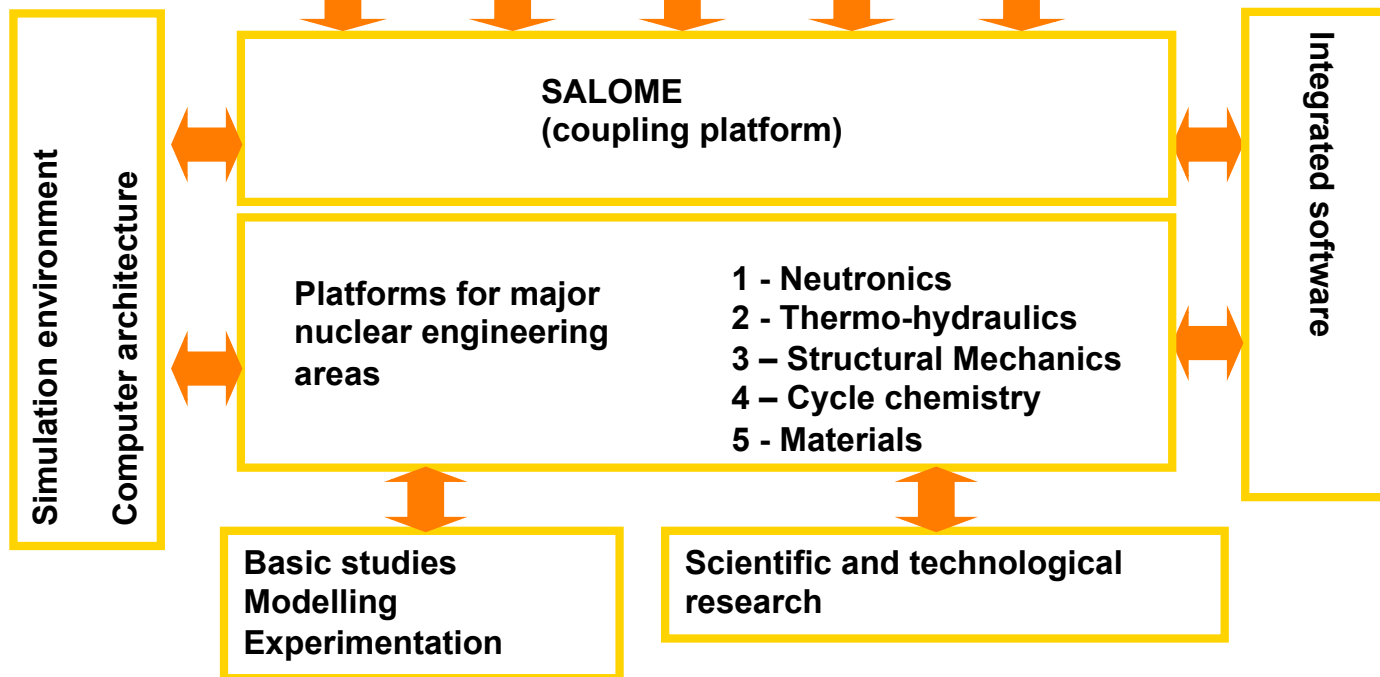 Simulation environment
Computer architecture
SALOME
(coupling platform)
Integrated software
Platforms for major
nuclear engineering
areas
1 - Neutronics
2 - Thermo-hydraulics
3 – Structural Mechanics
4 – Cycle chemistry
5 - Materials
Basic studies
Modelling
Experimentation
Scientific and technological
research